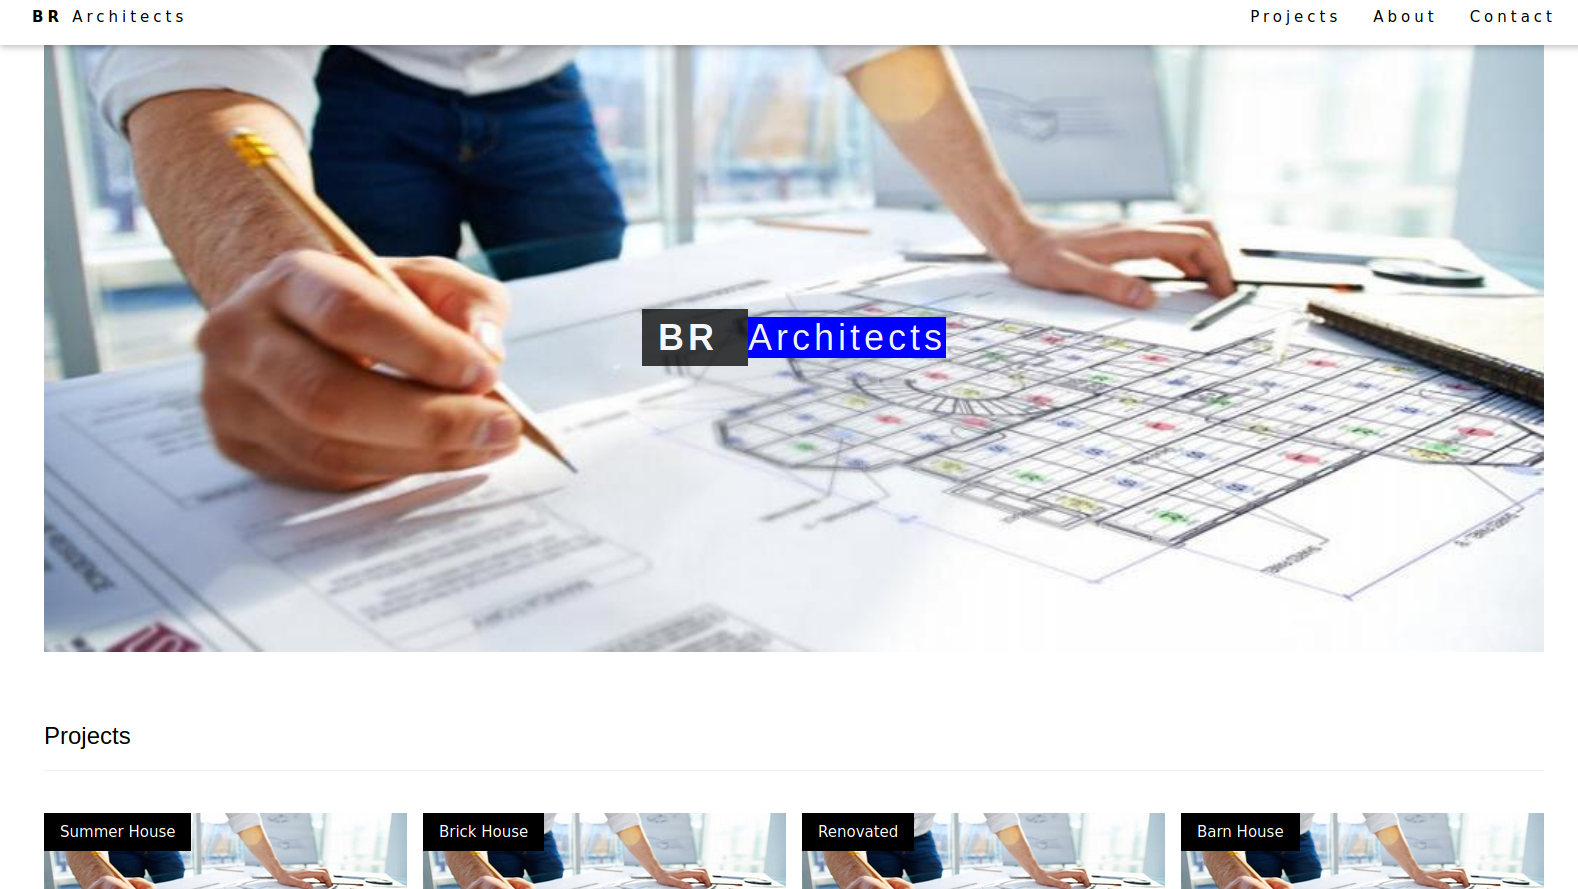 BR Architects
Projects About Contact
BR Architects
Projects
Summer House
Brick House
Renovated
Barn House